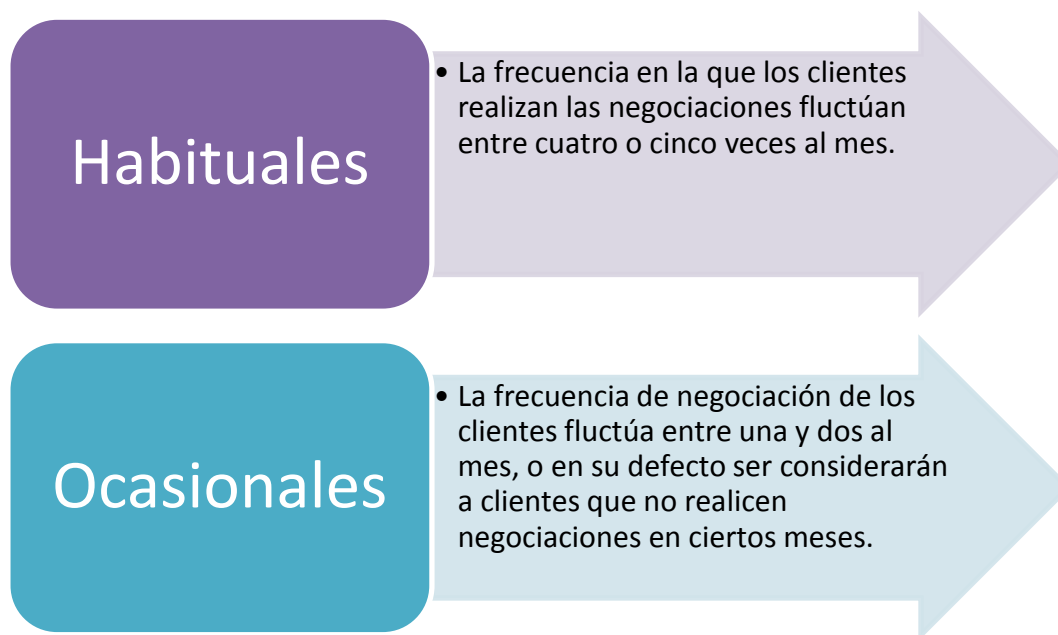 Habituales
• La frecuencia en la que los clientes
realizan las negociaciones fluctúan
entre cuatro o cinco veces al mes.
Ocasionales
• La frecuencia de negociación de los
clientes fluctúa entre una y dos al
mes, o en su defecto ser considerarán
a clientes que no realicen
negociaciones en ciertos meses.